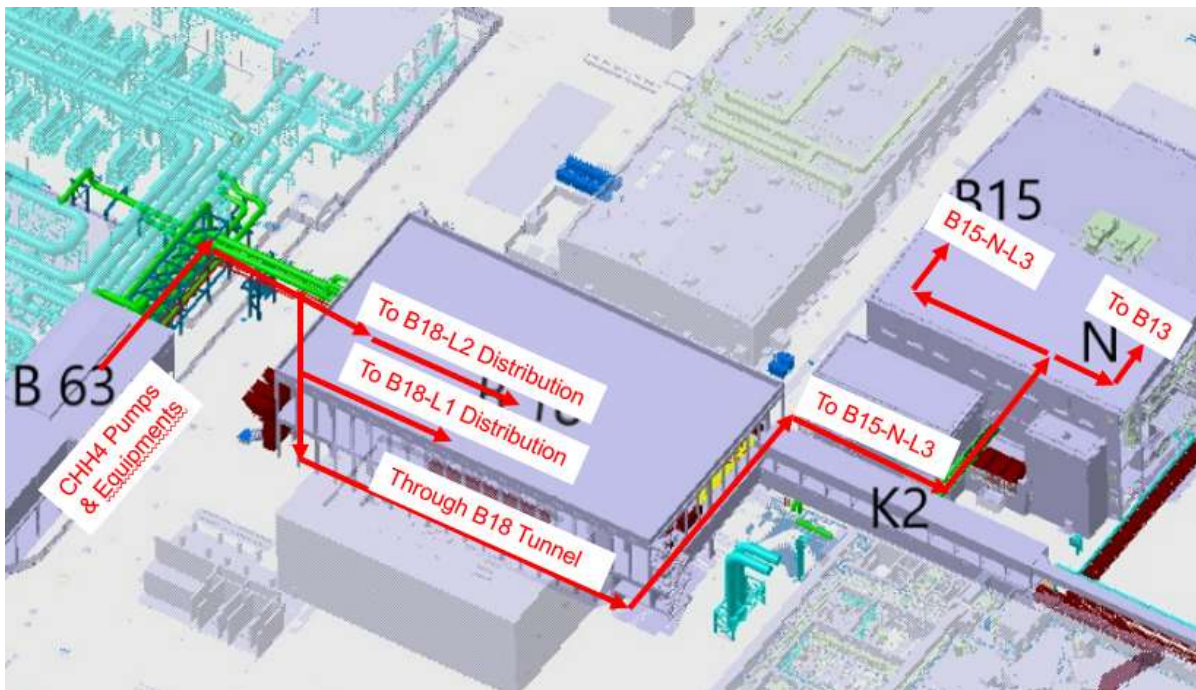 B15
B15-N-L3
To B13
N
To B18-L2 Distribution
To B18-L1 Distribution
B 63
CHH4 Pumps
& Equipments
To B15-N-L3
Through B18 Tunnel
K2